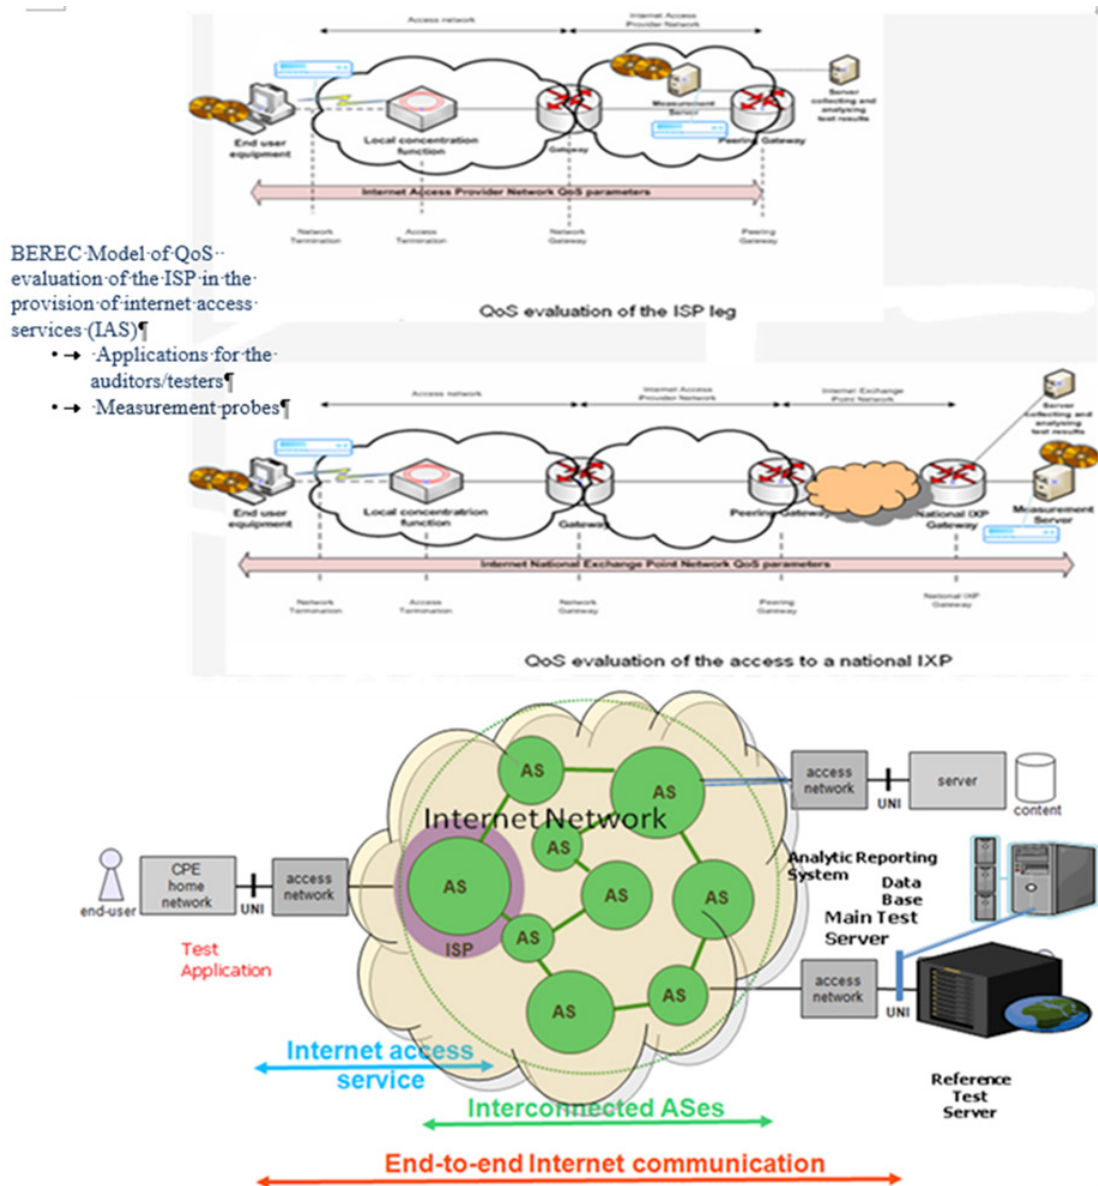 Access network
Internet Access
Provider Network
End user
equipment
Local concentration
function
Gateway
Measurement
Server
Peering Gateway
Server
collecting and
analysing
test results
Internet Access Provider Network QoS parameters
Network
Termination
Access
Termination
Network
Gateway
Peering
Gateway
QoS evaluation of the ISP leg
BEREC·Model·of·QoS··
evaluation·of·the·ISP·in·the·
provision·of·internet·access·
services·(IAS)¶
•→ ·Applications·for·the·
auditors/testers¶
•→ ·Measurement·probes¶
Access network
Internet Access
Provider Network
Internet Exchange
Point Network
Server
collecting and
analysing
test results
End user
equipment
Local concentratrion
function
Gateway
Peering Gateway
National IXP
Gateway
Measurement
Server
Internet National Exchange Point Network QoS parameters
Network
Termination
Access
Termination
Network
Gateway
Peering
Gateway
National IXP
Gateway
QoS evaluation of the access to a national IXP
AS
AS
Internet Network
AS
AS
AS
AS
AS
ISP
AS
AS
access
network
UNI
server
content
end-user
CPE
home
network
UNI
access
network
Test
Application
Analytic Reporting
System
Data
Base
Main Test
Server
access
network
UNI
Reference
Test
Server
Internet access
service
Interconnected ASes
End-to-end Internet communication